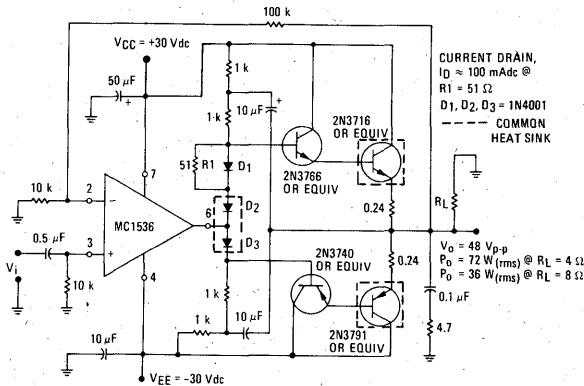 100 k
VCC = +30 Vdc
50 µF
+
1 k
1 k
10 µF
+
CURRENT DRAIN,
ID ≈ 100 mAdc @
R1 = 51 Ω
D1, D2, D3 = 1N4001
COMMON
HEAT SINK
2N3716
OR EQUIV
2N3766
OR EQUIV
51
R1
D1
D2
D3
7
10 k
2
−
MC1536
6
0.5 µF
3
+
Vi
10 k
4
0.24
RL
0.24
Vo = 48 Vp-p
Po = 72 W(rms) @ RL = 4 Ω
Po = 36 W(rms) @ RL = 8 Ω
2N3740
OR EQUIV
1 k
1 k
10 µF
2N3791
OR EQUIV
0.1 µF
4.7
10 µF
+
VEE = −30 Vdc